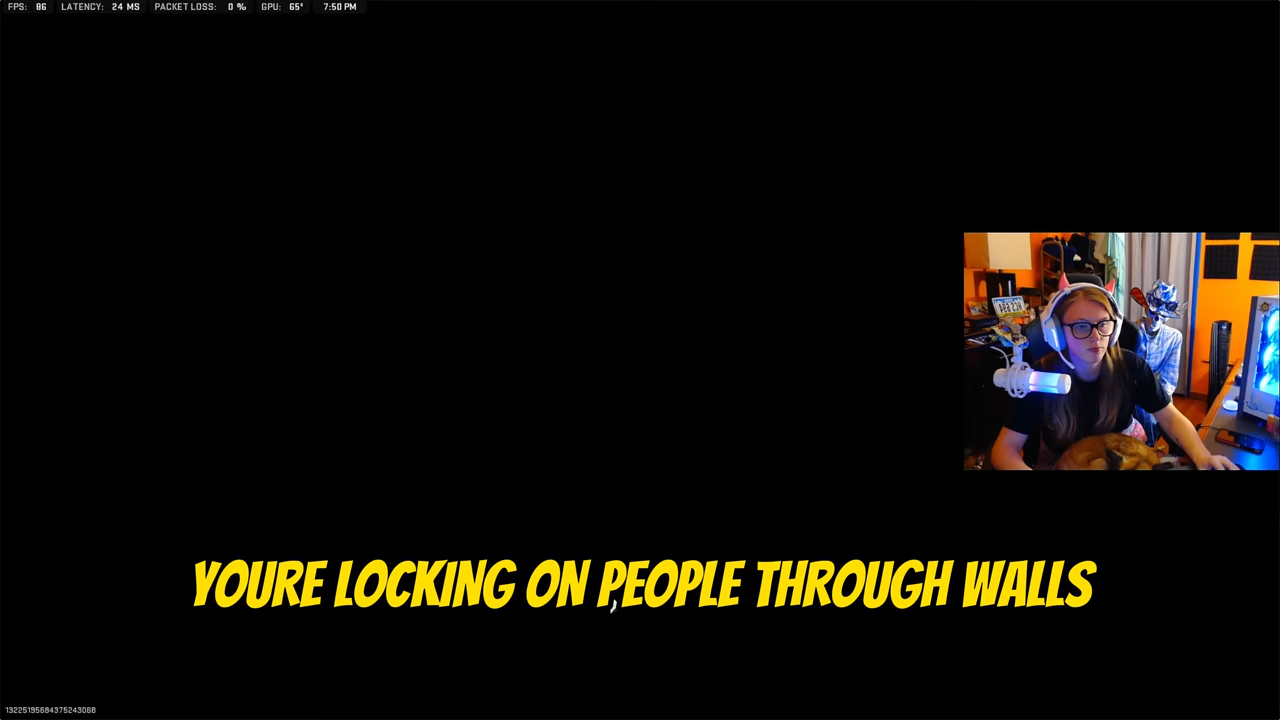 FPS: 86 LATENCY: 24 MS PACKET LOSS: 0 % GPU: 65° 7:50 PM
YOURE LOCKING ON PEOPLE THROUGH WALLS
13225195684375243068